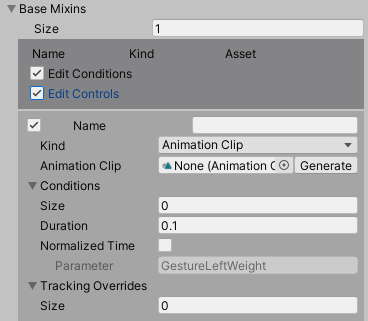 Base Mixins
Size 1
Name Kind Asset
Edit Conditions
Edit Controls
Name
Kind Animation Clip
Animation Clip None (Animation C Generate
Conditions
Size 0
Duration 0.1
Normalized Time
Parameter GestureLeftWeight
Tracking Overrides
Size 0